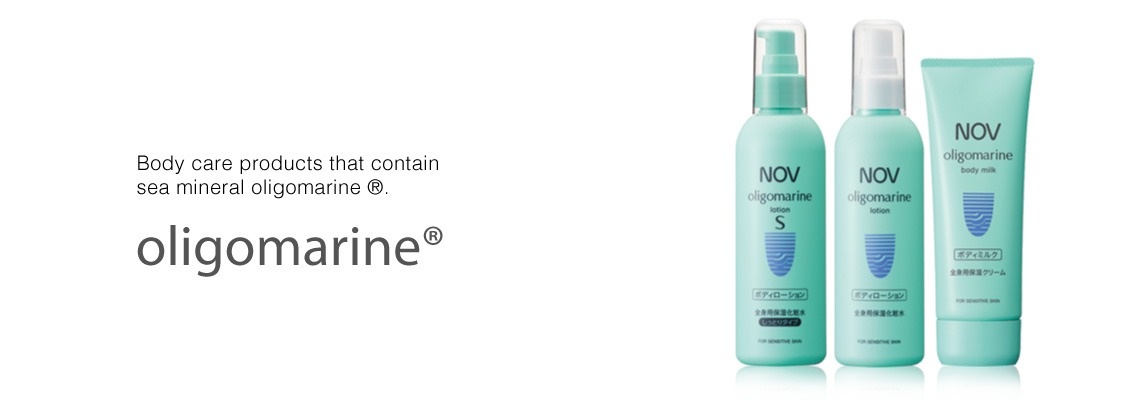 Body care products that contain
sea mineral oligomarine ®.
oligomarine®
NOV
oligomarine
lotion
S
ボディローション
全身用保湿化粧水
しっとりタイプ
FOR SENSITIVE SKIN
NOV
oligomarine
lotion
ボディローション
全身用保湿化粧水
FOR SENSITIVE SKIN
NOV
oligomarine
body milk
ボディミルク
全身用保湿クリーム
FOR SENSITIVE SKIN